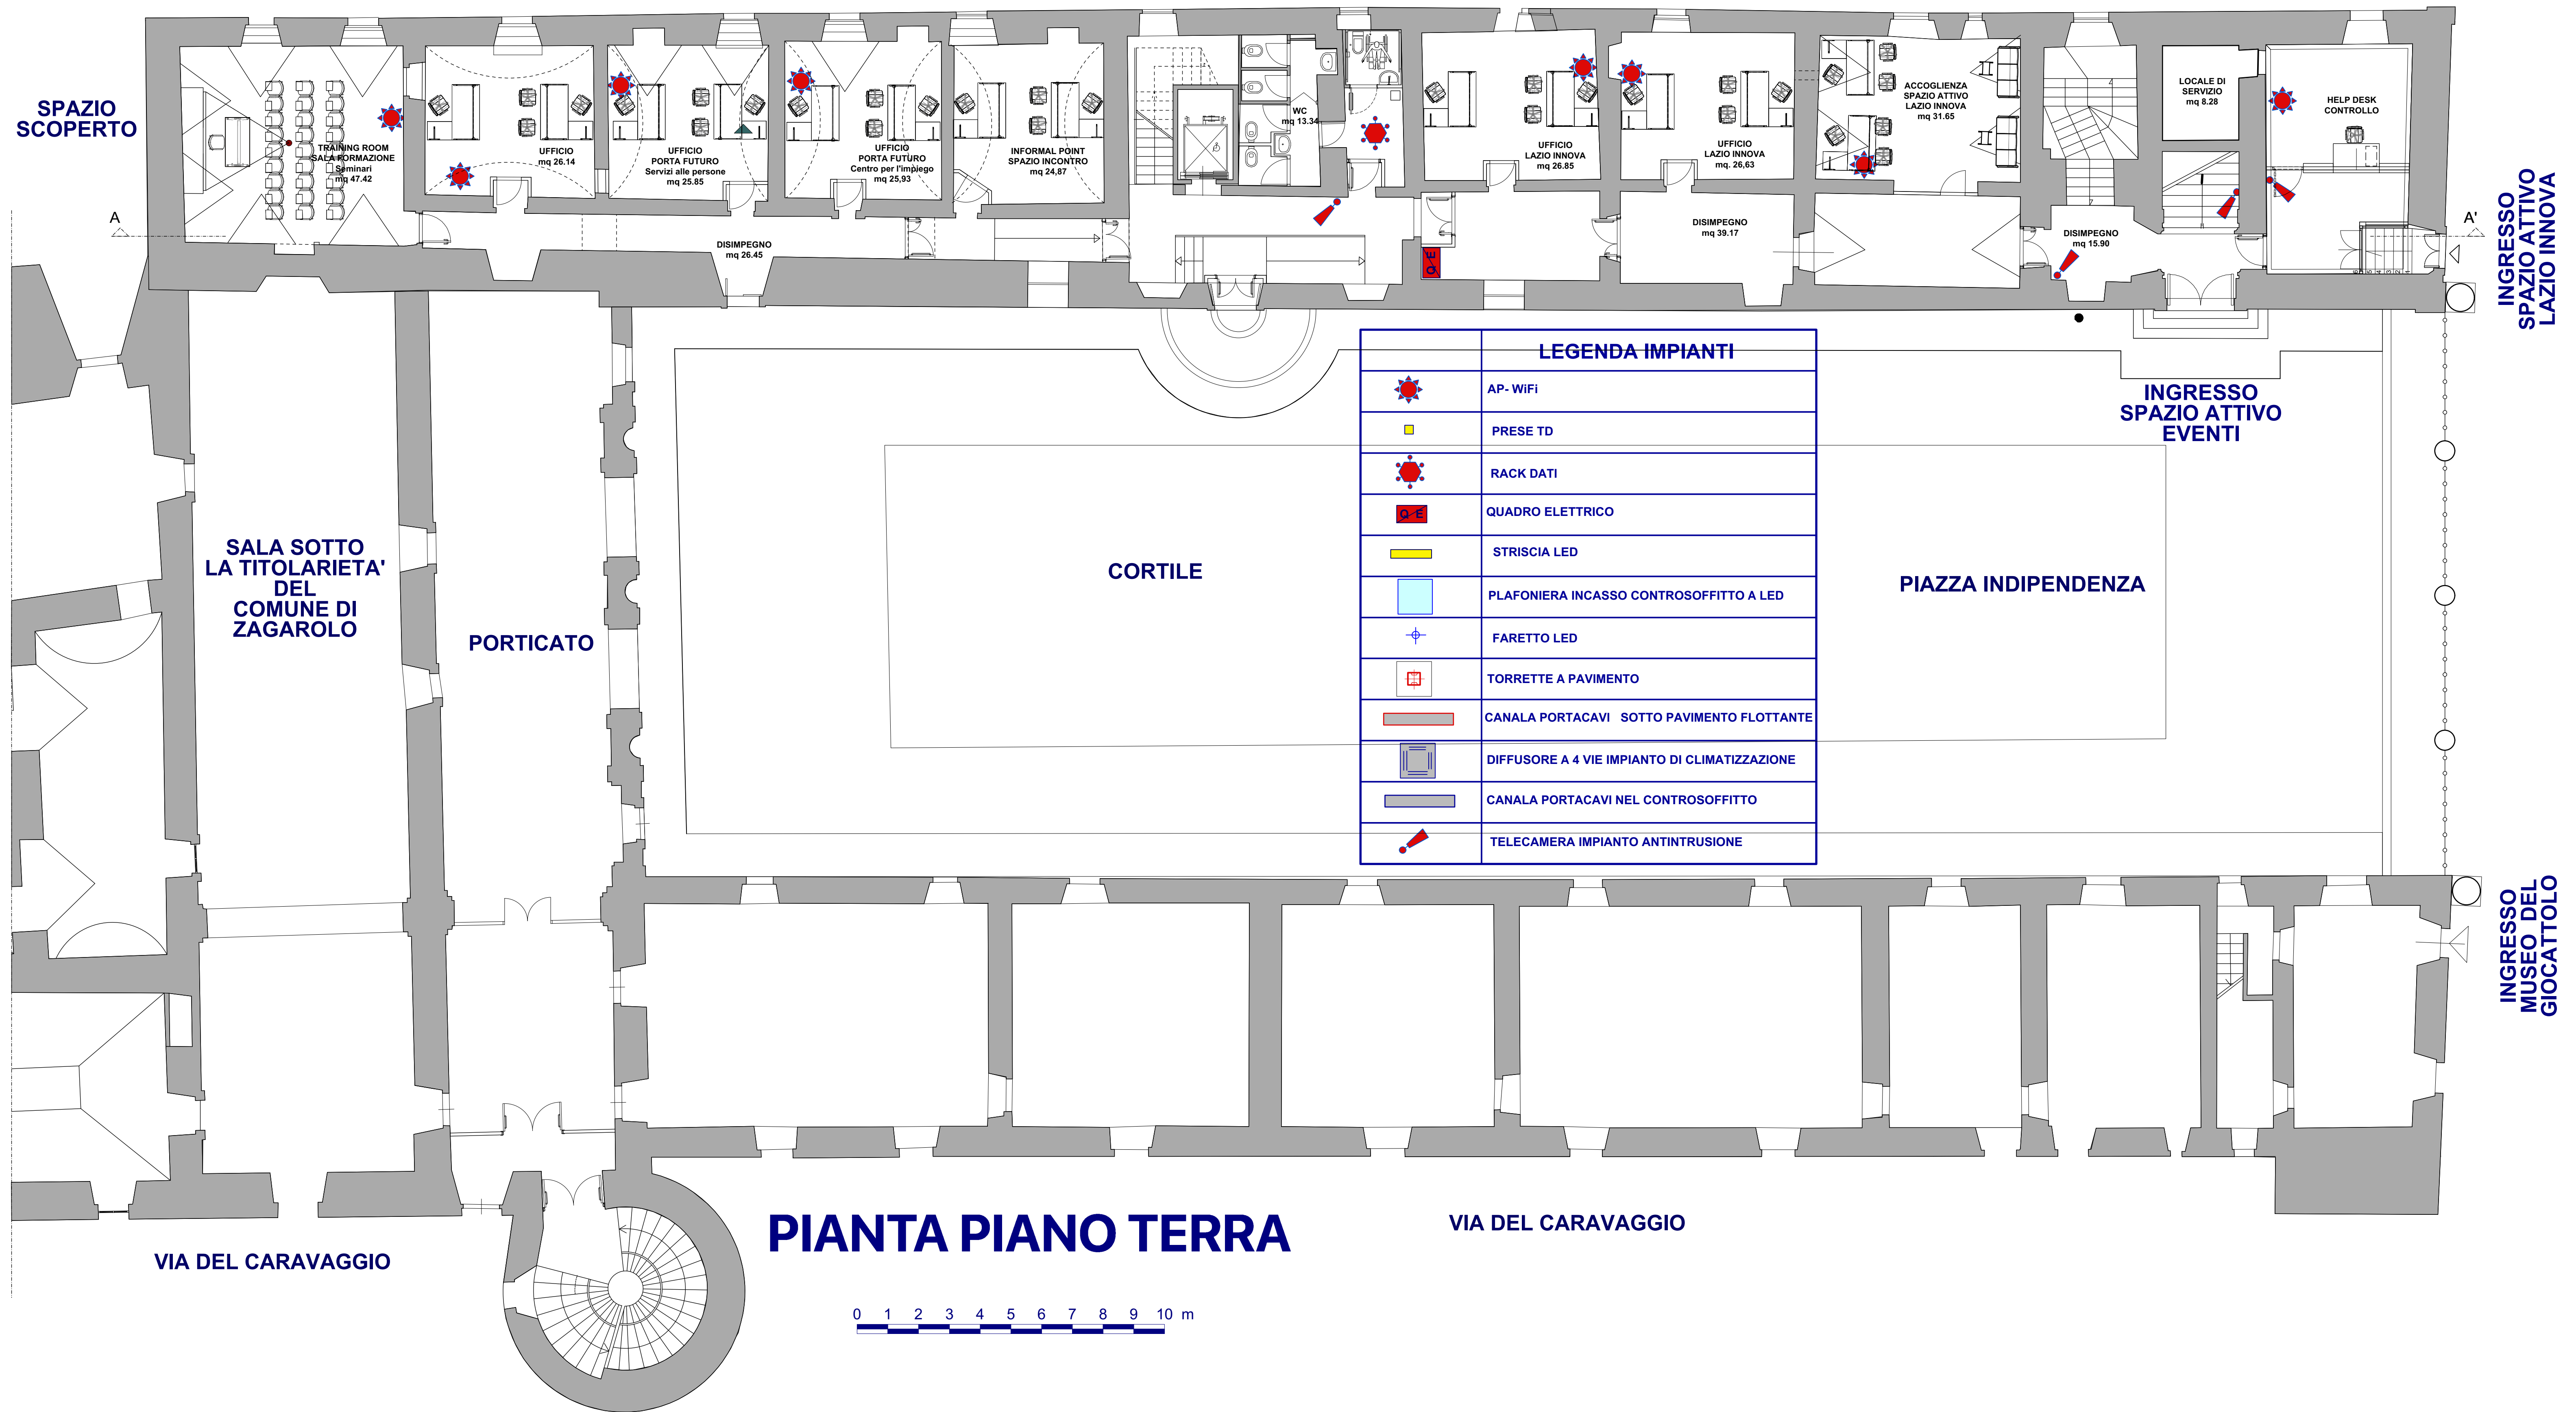 SPAZIO
SCOPERTO
TRAINING ROOM
SALA FORMAZIONE
Seminari
mq 47.42
UFFICIO
mq 26.14
UFFICIO
PORTA FUTURO
Servizi alle persone
mq 25.85
UFFICIO
PORTA FUTURO
Centro per l'impiego
mq 25,93
INFORMAL POINT
SPAZIO INCONTRO
mq 24,87
WC
mq 13.34
UFFICIO
LAZIO INNOVA
mq 26.85
UFFICIO
LAZIO INNOVA
mq. 26,63
ACCOGLIENZA
SPAZIO ATTIVO
LAZIO INNOVA
mq 31.65
LOCALE DI
SERVIZIO
mq 8.28
HELP DESK
CONTROLLO
A
A'
DISIMPEGNO
mq 26.45
Q E
DISIMPEGNO
mq 39.17
DISIMPEGNO
mq 15.90
INGRESSO
SPAZIO ATTIVO
LAZIO INNOVA
LEGENDA IMPIANTI
AP- WiFi
PRESE TD
RACK DATI
Q E
QUADRO ELETTRICO
STRISCIA LED
PLAFONIERA INCASSO CONTROSOFFITTO A LED
FARETTO LED
TORRETTE A PAVIMENTO
CANALA PORTACAVI SOTTO PAVIMENTO FLOTTANTE
DIFFUSORE A 4 VIE IMPIANTO DI CLIMATIZZAZIONE
CANALA PORTACAVI NEL CONTROSOFFITTO
TELECAMERA IMPIANTO ANTINTRUSIONE
INGRESSO
SPAZIO ATTIVO
EVENTI
SALA SOTTO
LA TITOLARIETA'
DEL
COMUNE DI
ZAGAROLO
PORTICATO
CORTILE
PIAZZA INDIPENDENZA
INGRESSO
MUSEO DEL
GIOCATTOLO
VIA DEL CARAVAGGIO
PIANTA PIANO TERRA
VIA DEL CARAVAGGIO
0 1 2 3 4 5 6 7 8 9 10 m